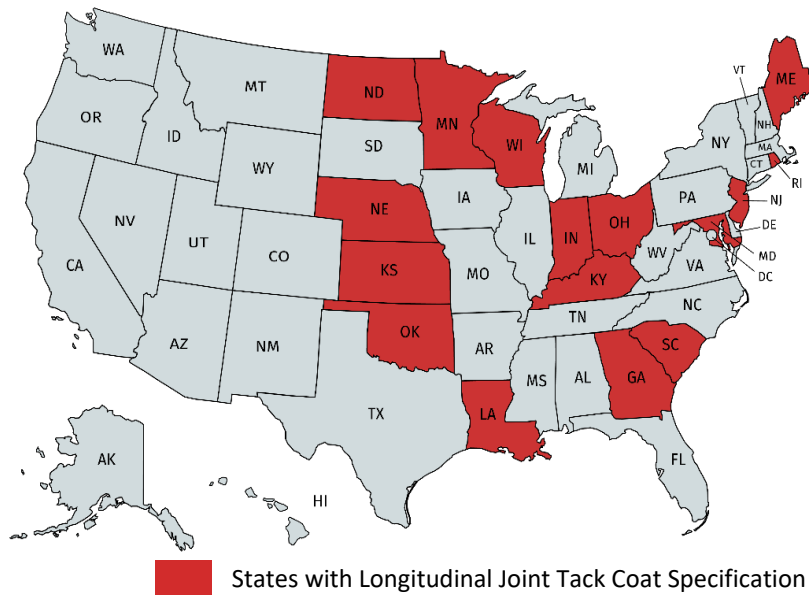 WA
MT
ND
MN
ME
VT
OR
ID
WY
SD
WI
MI
NY
NH
MA
CT
RI
NV
UT
CO
NE
IA
IL
IN
OH
PA
NJ
DE
MD
DC
CA
KS
MO
KY
WV
VA
AZ
NM
OK
AR
TN
NC
SC
TX
LA
MS
AL
GA
FL
AK
HI
States with Longitudinal Joint Tack Coat Specification